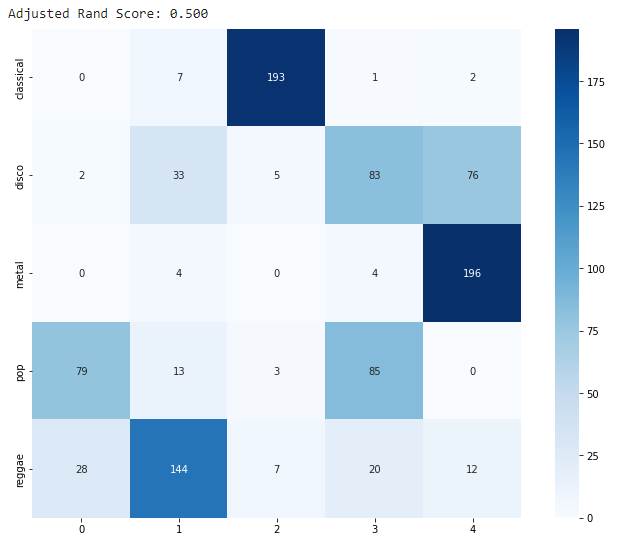 Adjusted Rand Score: 0.500
classical 0 7 193 1 2
disco 2 33 5 83 76
metal 0 4 0 4 196
pop 79 13 3 85 0
reggae 28 144 7 20 12
0 1 2 3 4
175
150
125
100
75
50
25
0